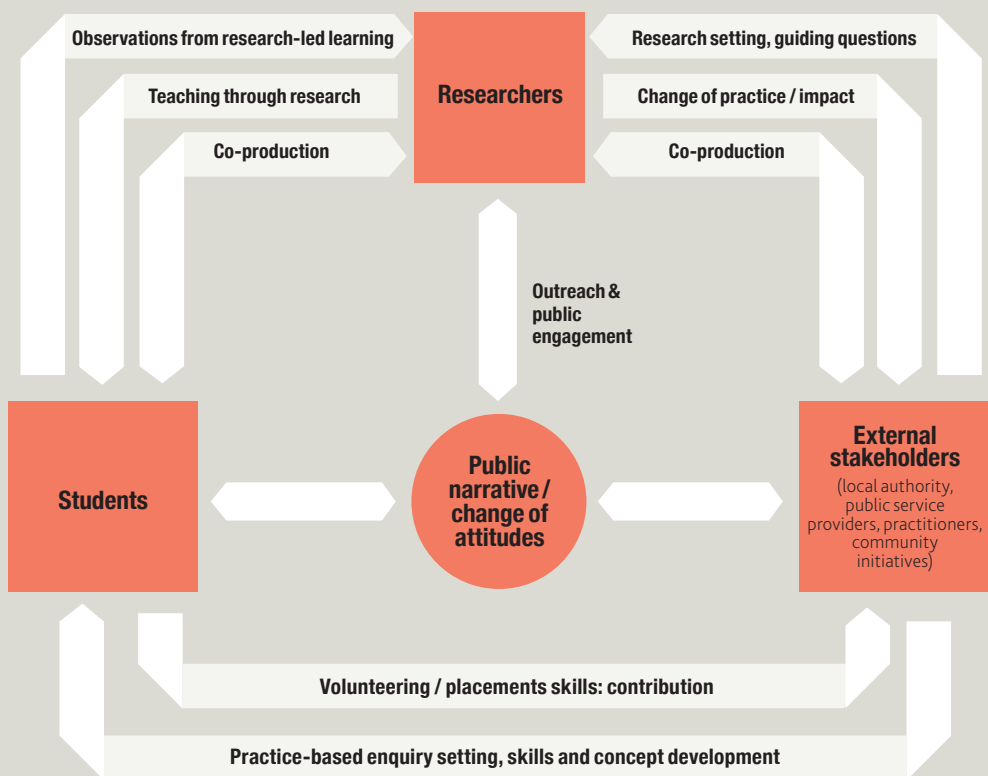 Observations from research-led learning
Research setting, guiding questions
Teaching through research
Researchers
Change of practice / impact
Co-production
Co-production
Outreach &
public
engagement
Students
Public
narrative /
change of
attitudes
External
stakeholders
(local authority,
public service
providers, practitioners,
community
initiatives)
Volunteering / placements skills: contribution
Practice-based enquiry setting, skills and concept development